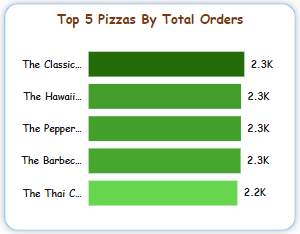 Top 5 Pizzas By Total Orders
The Classic... 2.3K
The Hawaii... 2.3K
The Pepper... 2.3K
The Barbec... 2.3K
The Thai C... 2.2K